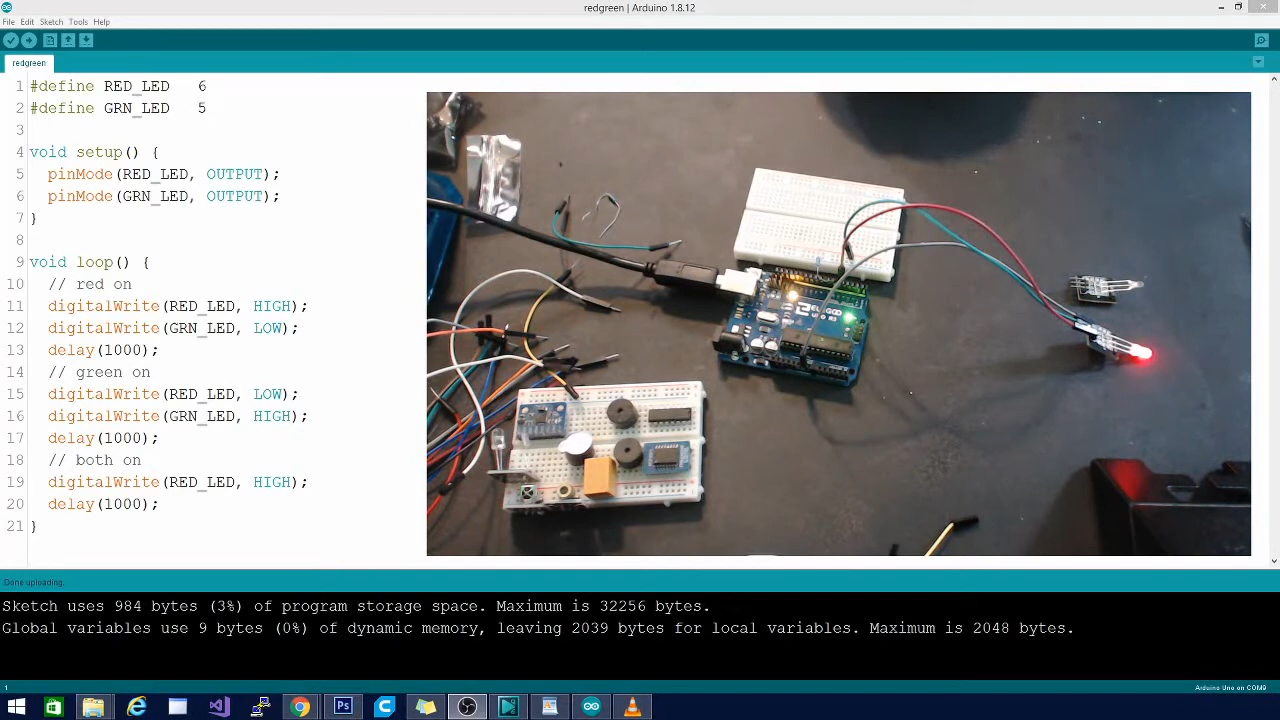 redgreen | Arduino 1.8.12
File Edit Sketch Tools Help
redgreen
1 #define RED_LED 6
2 #define GRN_LED 5
3
4 void setup() {
5 pinMode(RED_LED, OUTPUT);
6 pinMode(GRN_LED, OUTPUT);
7 }
8
9 void loop() {
10 // red on
11 digitalWrite(RED_LED, HIGH);
12 digitalWrite(GRN_LED, LOW);
13 delay(1000);
14 // green on
15 digitalWrite(RED_LED, LOW);
16 digitalWrite(GRN_LED, HIGH);
17 delay(1000);
18 // both on
19 digitalWrite(RED_LED, HIGH);
20 delay(1000);
21 }
UNO R3
Done uploading.
Sketch uses 984 bytes (3%) of program storage space. Maximum is 32256 bytes.
Global variables use 9 bytes (0%) of dynamic memory, leaving 2039 bytes for local variables. Maximum is 2048 bytes.
1
Arduino Uno on COM9
Ps